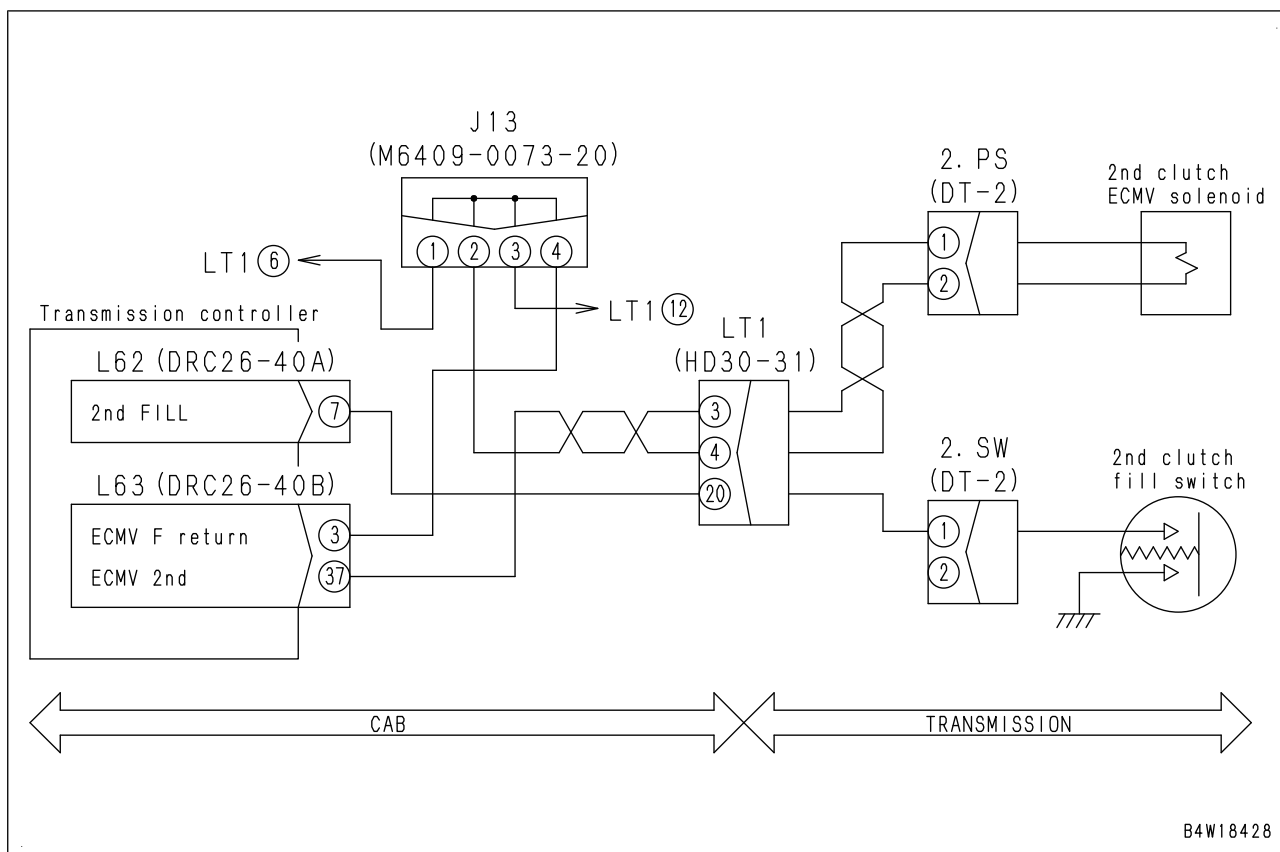 J13
(M6409-0073-20)
1 2 3 4
LT1 6
LT1 12
Transmission controller
L62 (DRC26-40A)
2nd FILL 7
L63 (DRC26-40B)
ECMV F return 3
ECMV 2nd 37
LT1
(HD30-31)
3
4
20
2. PS
(DT-2)
1
2
2nd clutch
ECMV solenoid
2. SW
(DT-2)
1
2
2nd clutch
fill switch
CAB
TRANSMISSION
B4W18428